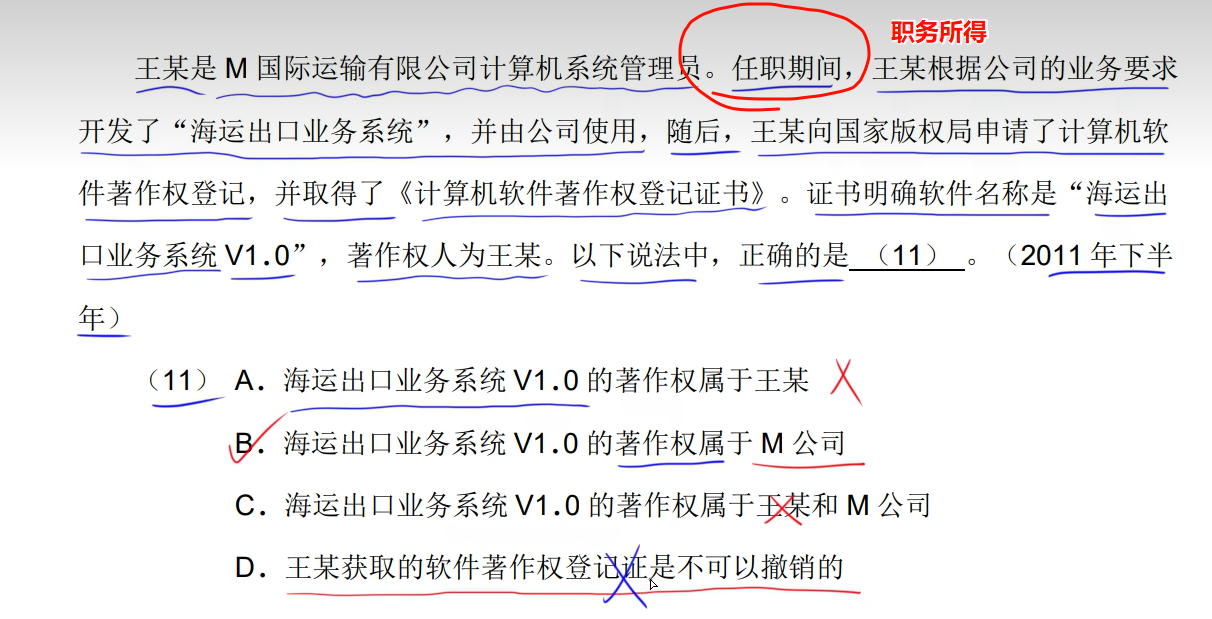 职务所得
王某是 M 国际运输有限公司计算机系统管理员。任职期间，王某根据公司的业务要求
开发了“海运出口业务系统”，并由公司使用，随后，王某向国家版权局申请了计算机软
件著作权登记，并取得了《计算机软件著作权登记证书》。证书明确软件名称是“海运出
口业务系统 V1.0”，著作权人为王某。以下说法中，正确的是 （11） 。（2011 年下半
年）
（11） A．海运出口业务系统 V1.0 的著作权属于王某
B．海运出口业务系统 V1.0 的著作权属于 M 公司
C．海运出口业务系统 V1.0 的著作权属于王某和 M 公司
D．王某获取的软件著作权登记证是不可以撤销的